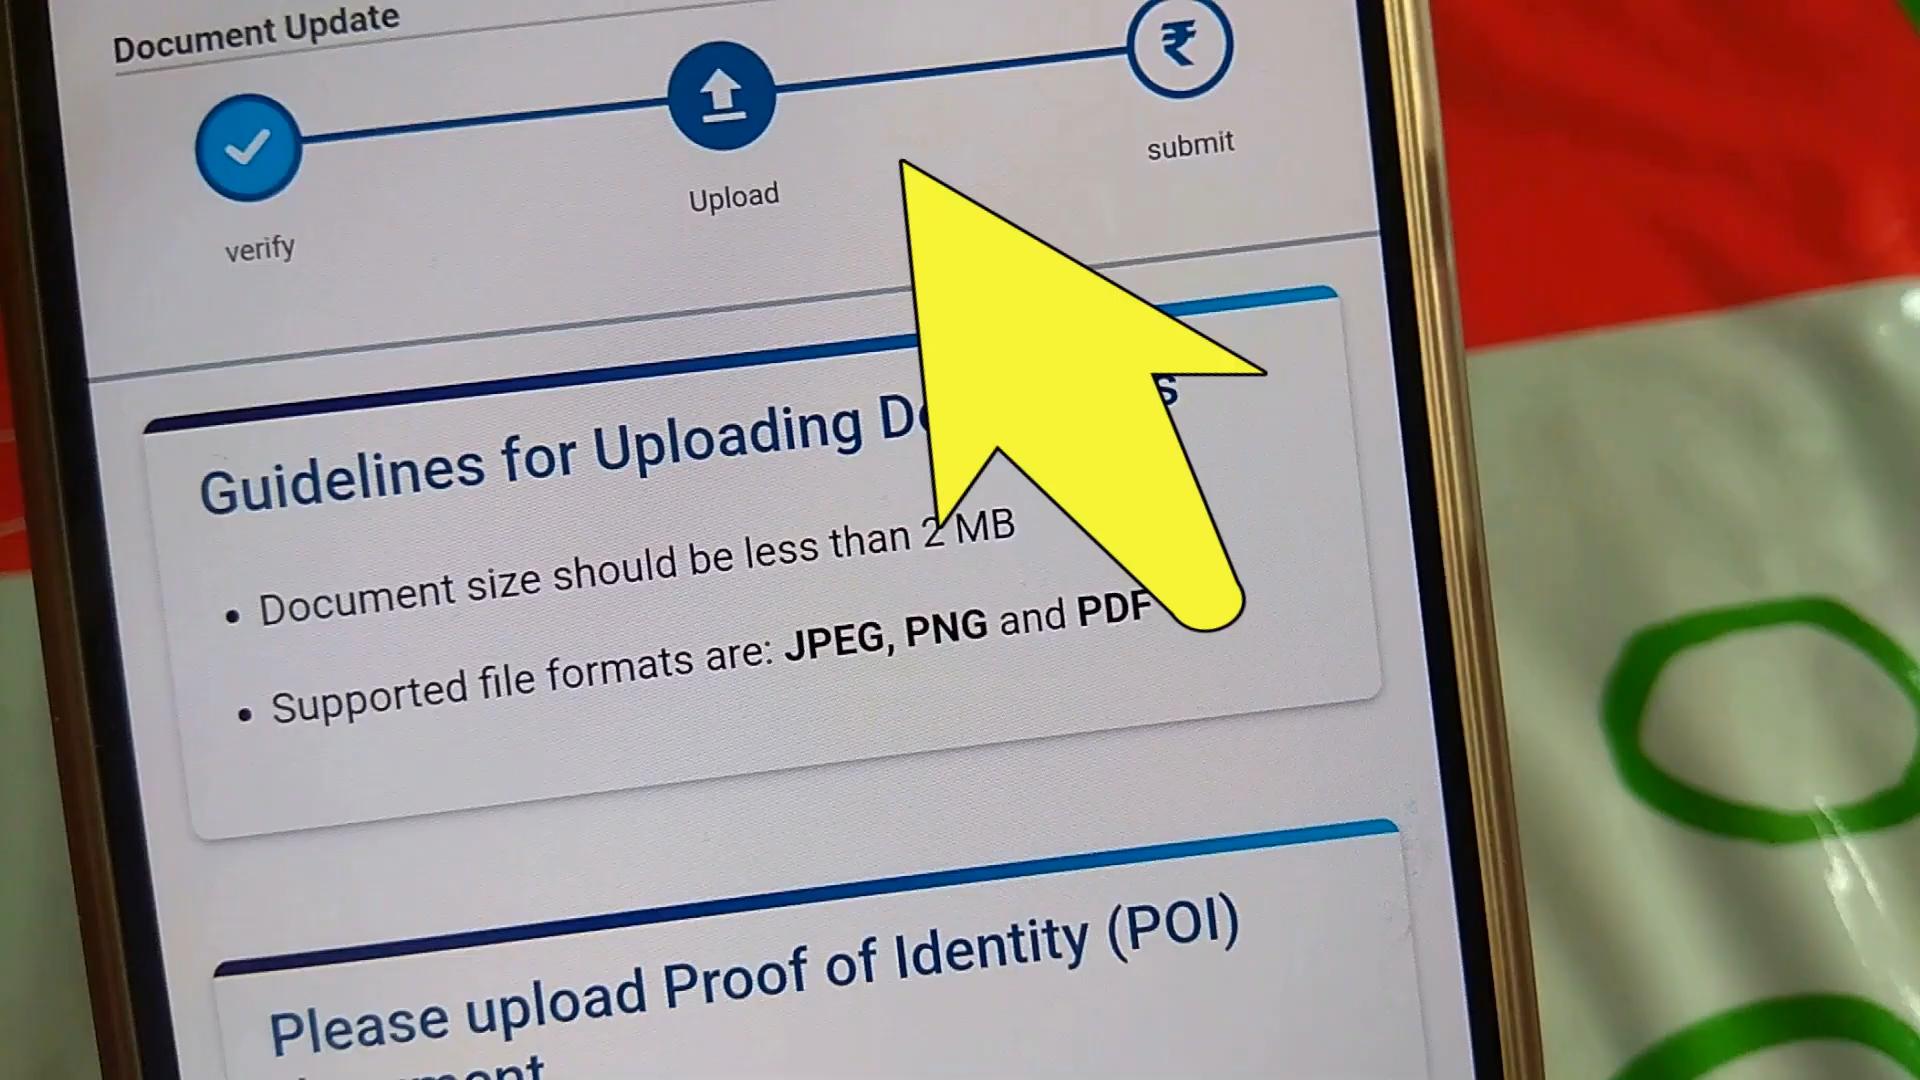 Document Update
₹
verify
Upload
submit
Guidelines for Uploading
• Document size should be less than 2 MB
• Supported file formats are: JPEG, PNG and PDF
Please upload Proof of Identity (POI)